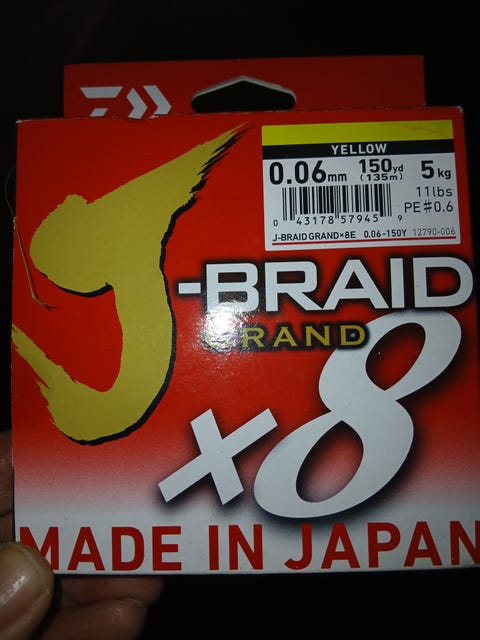 YELLOW
0.06mm 150yd (135m) 5kg
11lbs
PE#0.6
0 43178 57945 9
J-BRAID GRAND×8E 0.06-150Y 12790-006
J-BRAID
GRAND
×8
MADE IN JAPAN